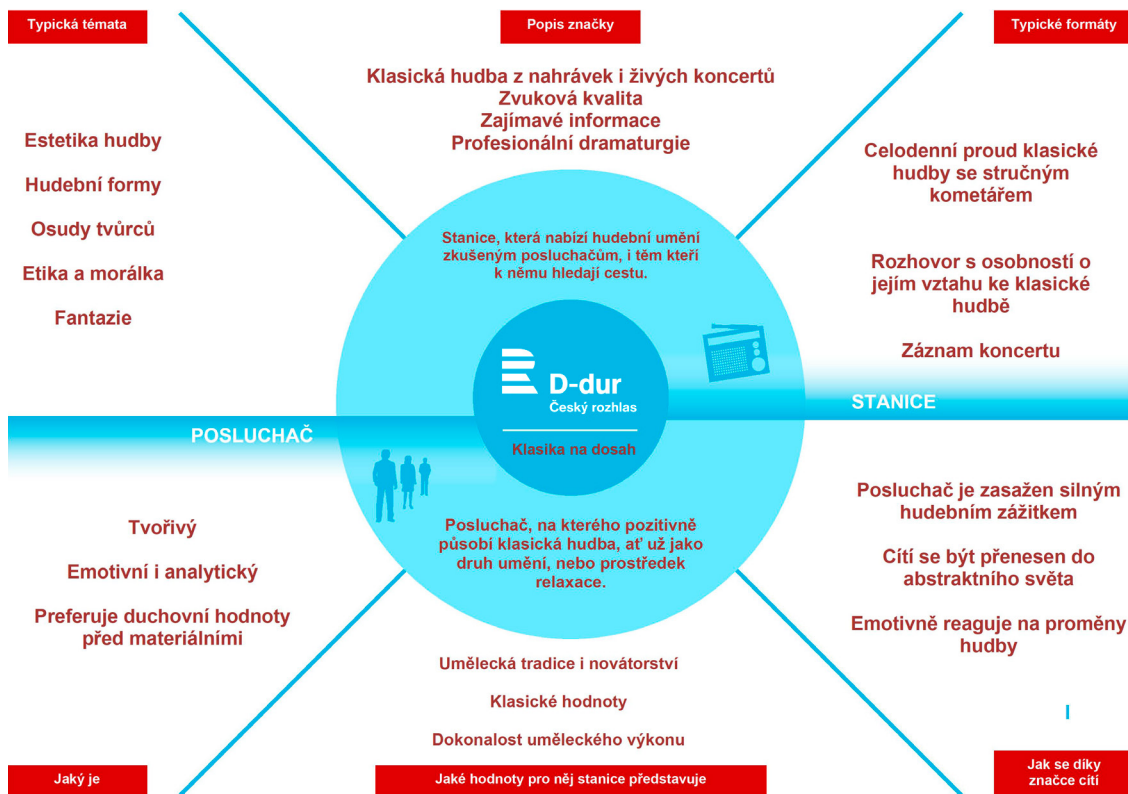 Typická témata
Popis značky
Typické formáty
Klasická hudba z nahrávek i živých koncertů
Zvuková kvalita
Zajímavé informace
Profesionální dramaturgie
Estetika hudby
Hudební formy
Osudy tvůrců
Etika a morálka
Fantazie
Celodenní proud klasické
hudby se stručným
kometářem
Rozhovor s osobností o
jejím vztahu ke klasické
hudbě
Záznam koncertu
Stanice, která nabízí hudební umění
zkušeným posluchačům, i těm kteří
k němu hledají cestu.
D-dur
Český rozhlas
Klasika na dosah
STANICE
POSLUCHAČ
Posluchač, na kterého pozitivně
působí klasická hudba, ať už jako
druh umění, nebo prostředek
relaxace.
Tvořivý
Emotivní i analytický
Preferuje duchovní hodnoty
před materiálními
Posluchač je zasažen silným
hudebním zážitkem
Cítí se být přenesen do
abstraktního světa
Emotivně reaguje na proměny
hudby
Umělecká tradice i novátorství
Klasické hodnoty
Dokonalost uměleckého výkonu
I
Jaký je
Jaké hodnoty pro něj stanice představuje
Jak se díky
značce cítí